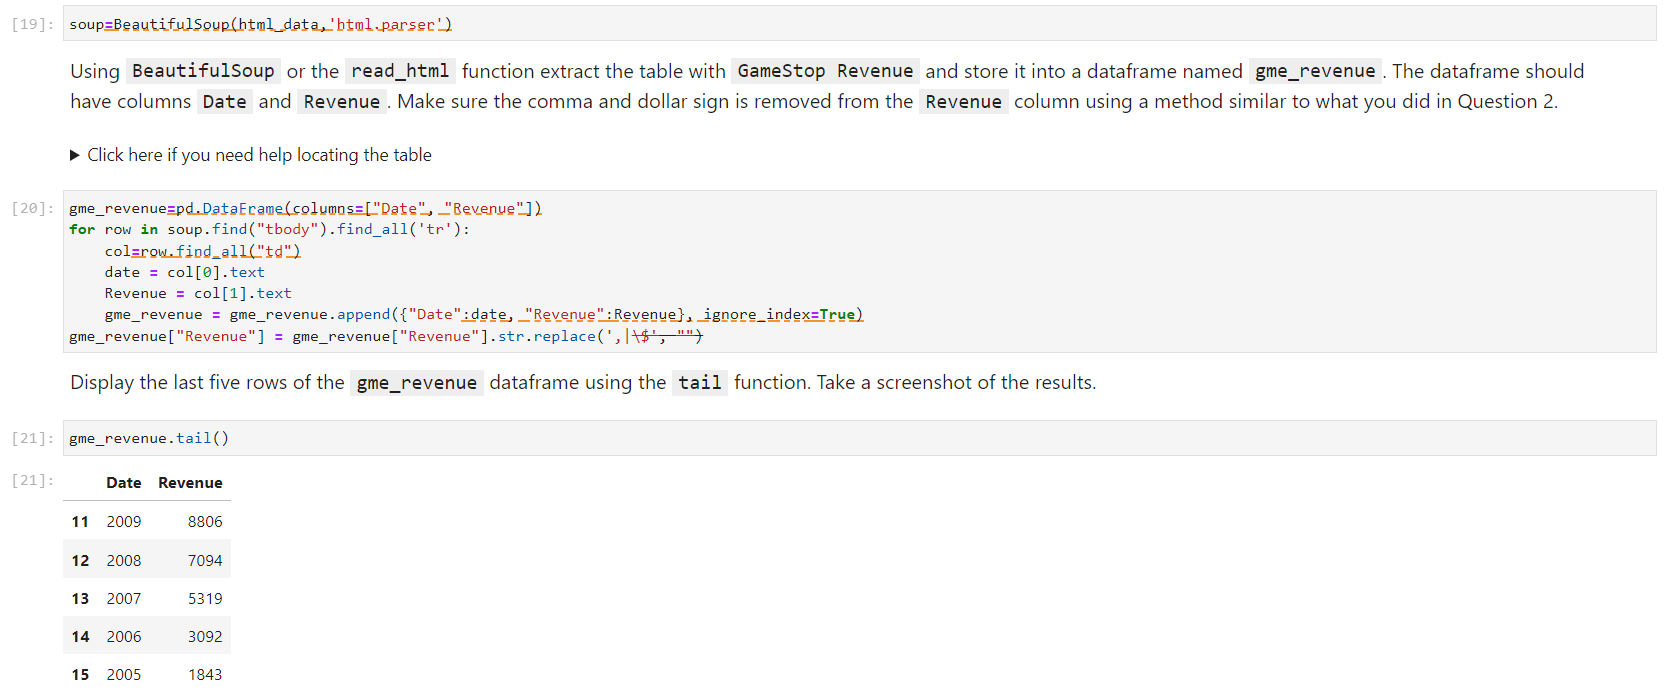 [19]: soup=BeautifulSoup(html_data,'html.parser')
Using BeautifulSoup or the read_html function extract the table with GameStop Revenue and store it into a dataframe named gme_revenue. The dataframe should
have columns Date and Revenue. Make sure the comma and dollar sign is removed from the Revenue column using a method similar to what you did in Question 2.
▶ Click here if you need help locating the table
[20]: gme_revenue=pd.DataFrame(columns=["Date", "Revenue"])
for row in soup.find("tbody").find_all('tr'):
    col=row.find_all("td")
    date = col[0].text
    Revenue = col[1].text
    gme_revenue = gme_revenue.append({"Date":date, "Revenue":Revenue}, ignore_index=True)
gme_revenue["Revenue"] = gme_revenue["Revenue"].str.replace(',|\$', "")
Display the last five rows of the gme_revenue dataframe using the tail function. Take a screenshot of the results.
[21]: gme_revenue.tail()
[21]: Date Revenue
11 2009 8806
12 2008 7094
13 2007 5319
14 2006 3092
15 2005 1843